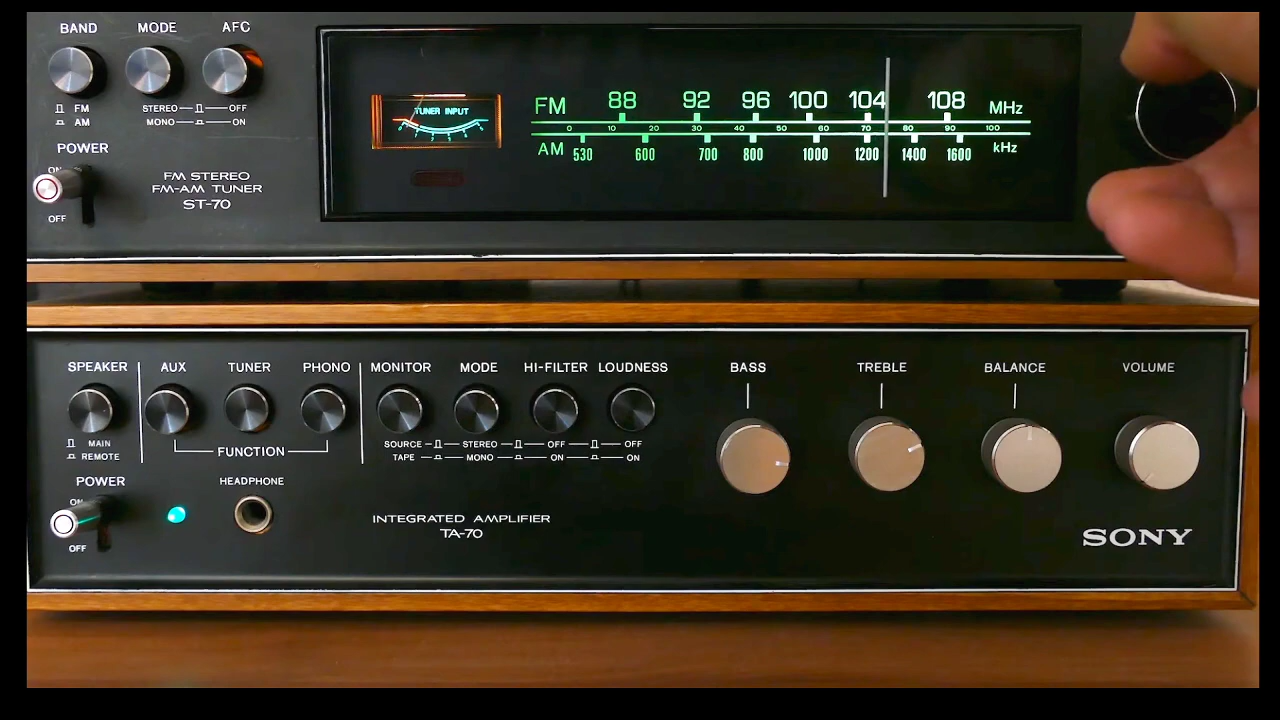 BAND MODE AFC
FM
AM
STEREO OFF
MONO ON
POWER
ON
OFF
FM STEREO
FM-AM TUNER
ST-70
TUNER INPUT
FM 88 92 96 100 104 108 MHz
0 10 20 30 40 50 60 70 80 90 100
AM 530 600 700 800 1000 1200 1400 1600 kHz
SPEAKER AUX TUNER PHONO MONITOR MODE HI-FILTER LOUDNESS BASS TREBLE BALANCE VOLUME
MAIN
REMOTE
FUNCTION
SOURCE STEREO OFF OFF
TAPE MONO ON ON
POWER
ON
OFF
HEADPHONE
INTEGRATED AMPLIFIER
TA-70
SONY